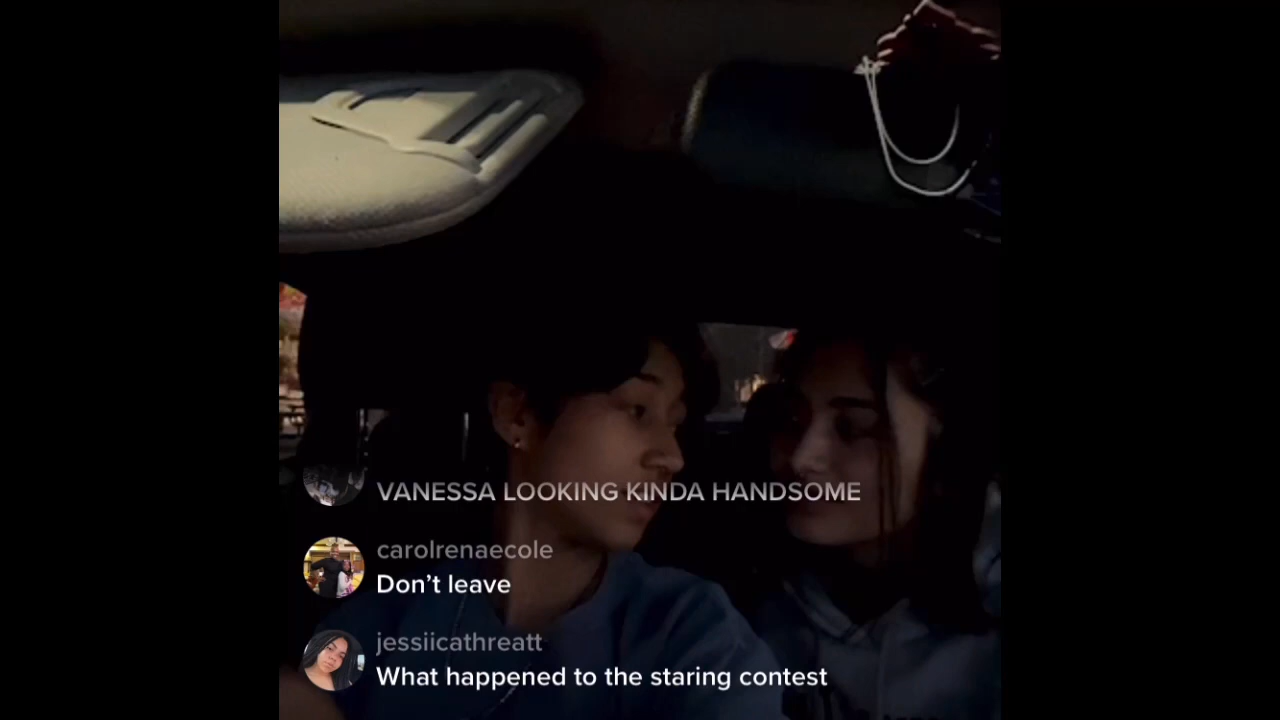 VANESSA LOOKING KINDA HANDSOME
carolrenaecole
Don’t leave
jessiicathreatt
What happened to the staring contest